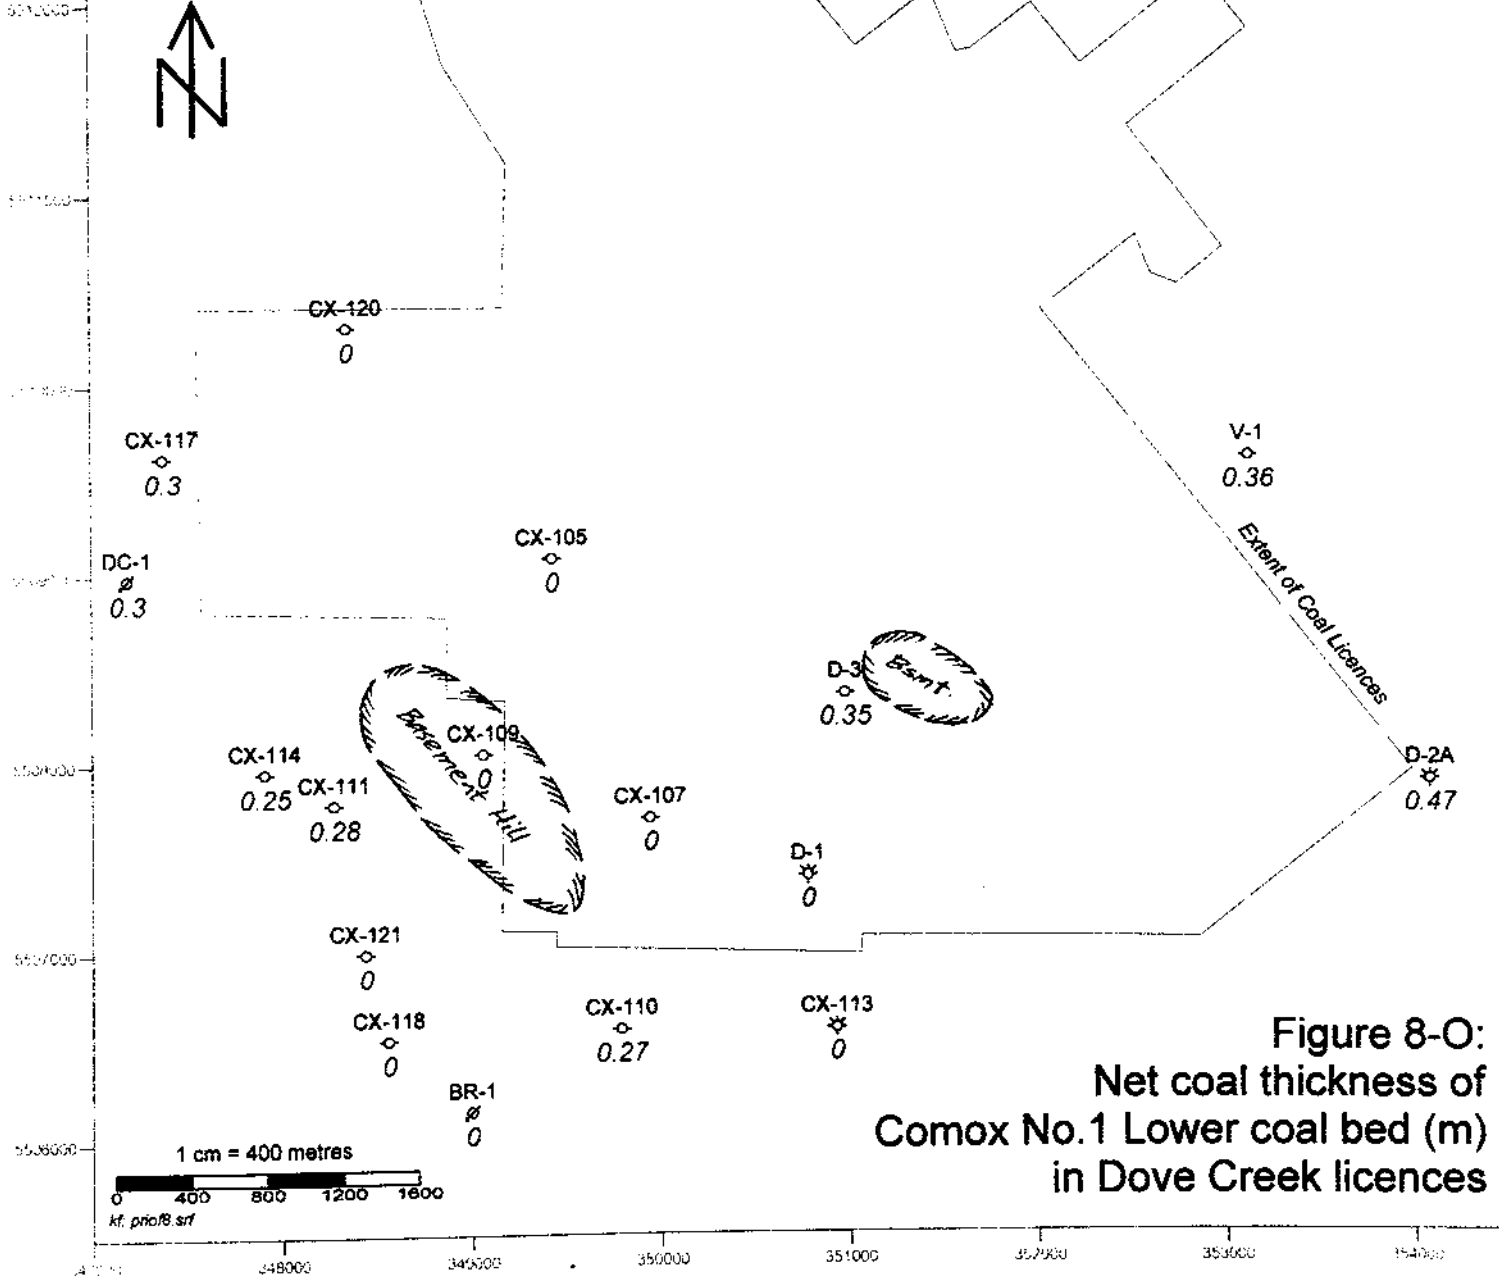 N
CX-120
0
CX-117
0.3
V-1
0.36
CX-105
0
DC-1
0.3
Extent of Coal Licences
D-3
0.35
Bsmt.
Basement Hill
CX-109
0
CX-114
0.25
CX-111
0.28
CX-107
0
D-1
0
D-2A
0.47
CX-121
0
CX-118
0
CX-110
0.27
CX-113
0
BR-1
0
Figure 8-O:
Net coal thickness of
Comox No.1 Lower coal bed (m)
in Dove Creek licences
1 cm = 400 metres
0 400 800 1200 1600
kf: priof8.srf
348000 349000 350000 351000 352000 353000 354000